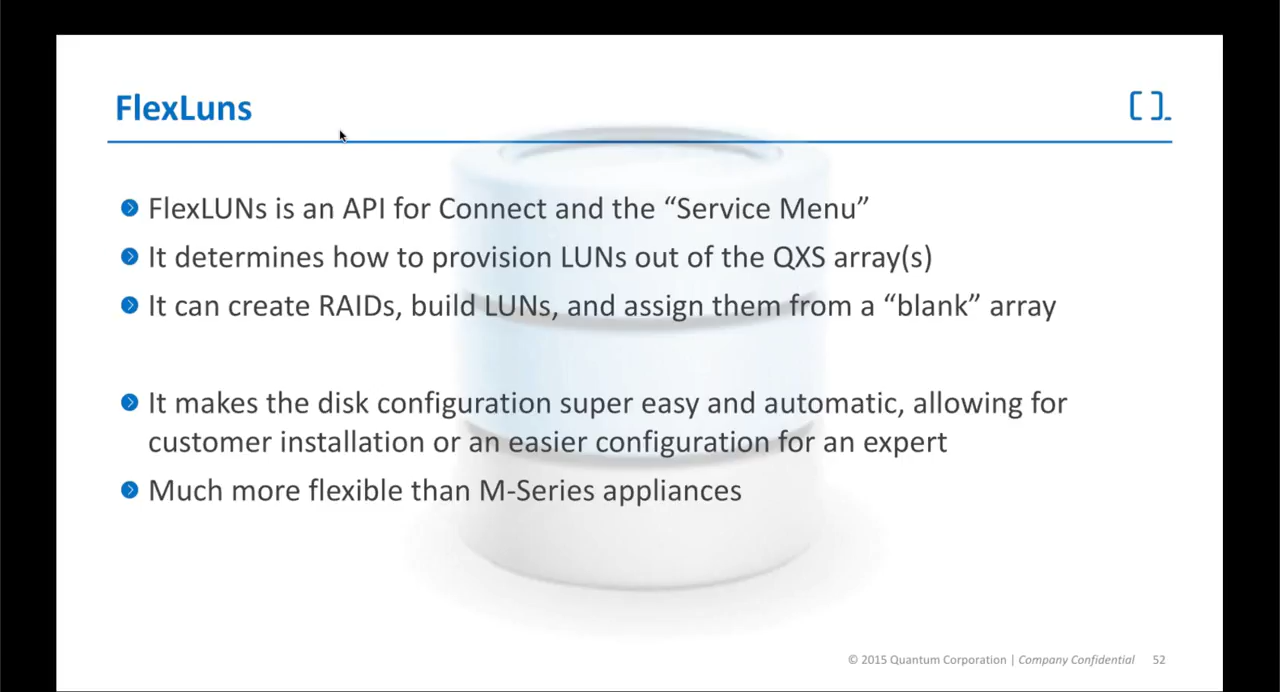 FlexLuns
FlexLUNs is an API for Connect and the “Service Menu”
It determines how to provision LUNs out of the QXS array(s)
It can create RAIDs, build LUNs, and assign them from a “blank” array
It makes the disk configuration super easy and automatic, allowing for
customer installation or an easier configuration for an expert
Much more flexible than M-Series appliances
© 2015 Quantum Corporation | Company Confidential 52